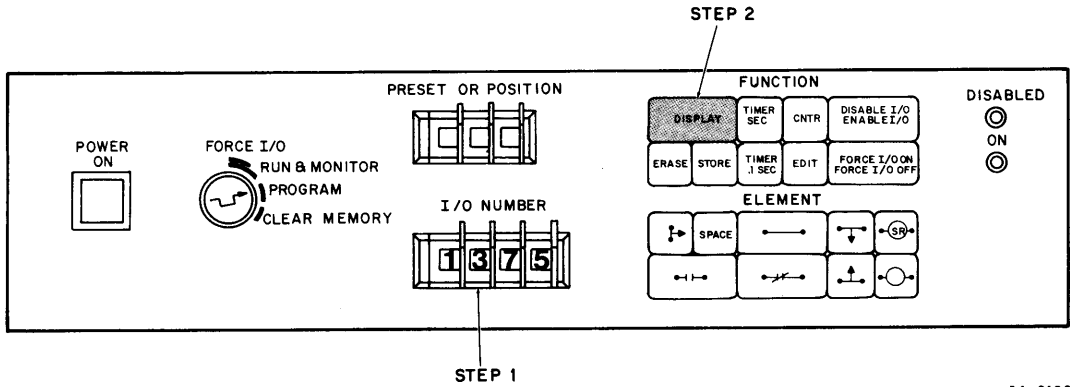 STEP 2
PRESET OR POSITION
FUNCTION
DISPLAY
TIMER
SEC
CNTR
DISABLE I/O
ENABLE I/O
ERASE
STORE
TIMER
.1 SEC
EDIT
FORCE I/O ON
FORCE I/O OFF
DISABLED
ON
POWER
ON
FORCE I/O
RUN & MONITOR
PROGRAM
CLEAR MEMORY
I/O NUMBER
1 3 7 5
ELEMENT
SPACE
SR
STEP 1